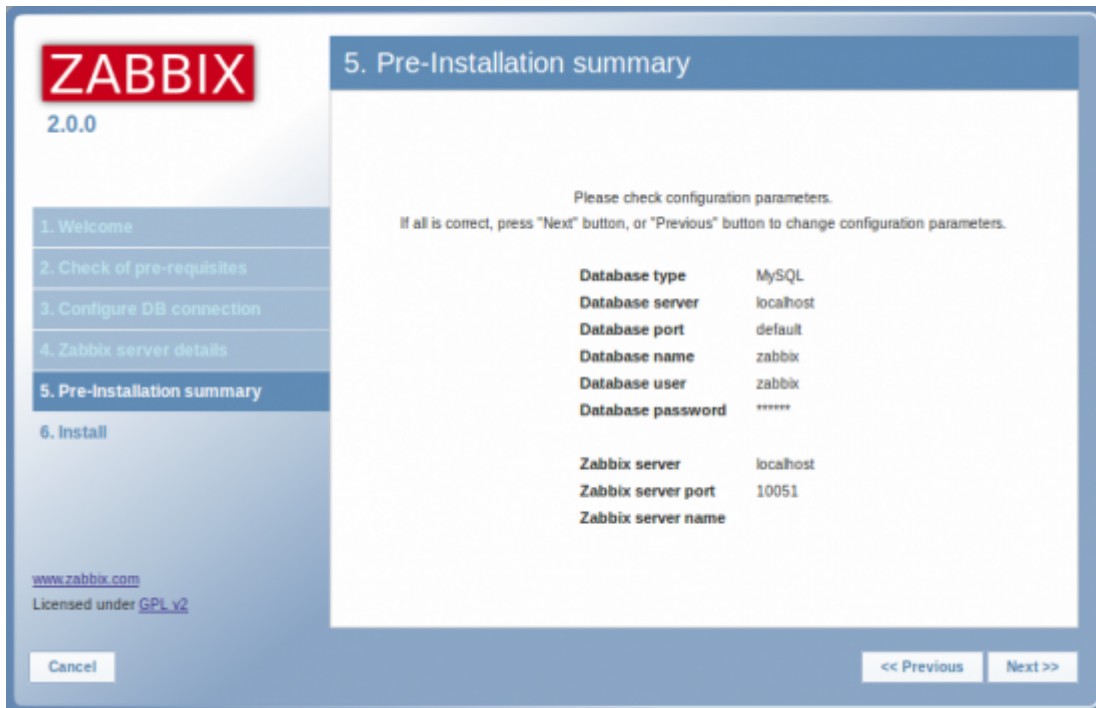 ZABBIX
2.0.0
1. Welcome
2. Check of pre-requisites
3. Configure DB connection
4. Zabbix server details
5. Pre-Installation summary
6. Install
www.zabbix.com
Licensed under GPL v2
5. Pre-Installation summary
Please check configuration parameters.
If all is correct, press "Next" button, or "Previous" button to change configuration parameters.
Database type MySQL
Database server localhost
Database port default
Database name zabbix
Database user zabbix
Database password ******
Zabbix server localhost
Zabbix server port 10051
Zabbix server name
Cancel
<< Previous Next >>